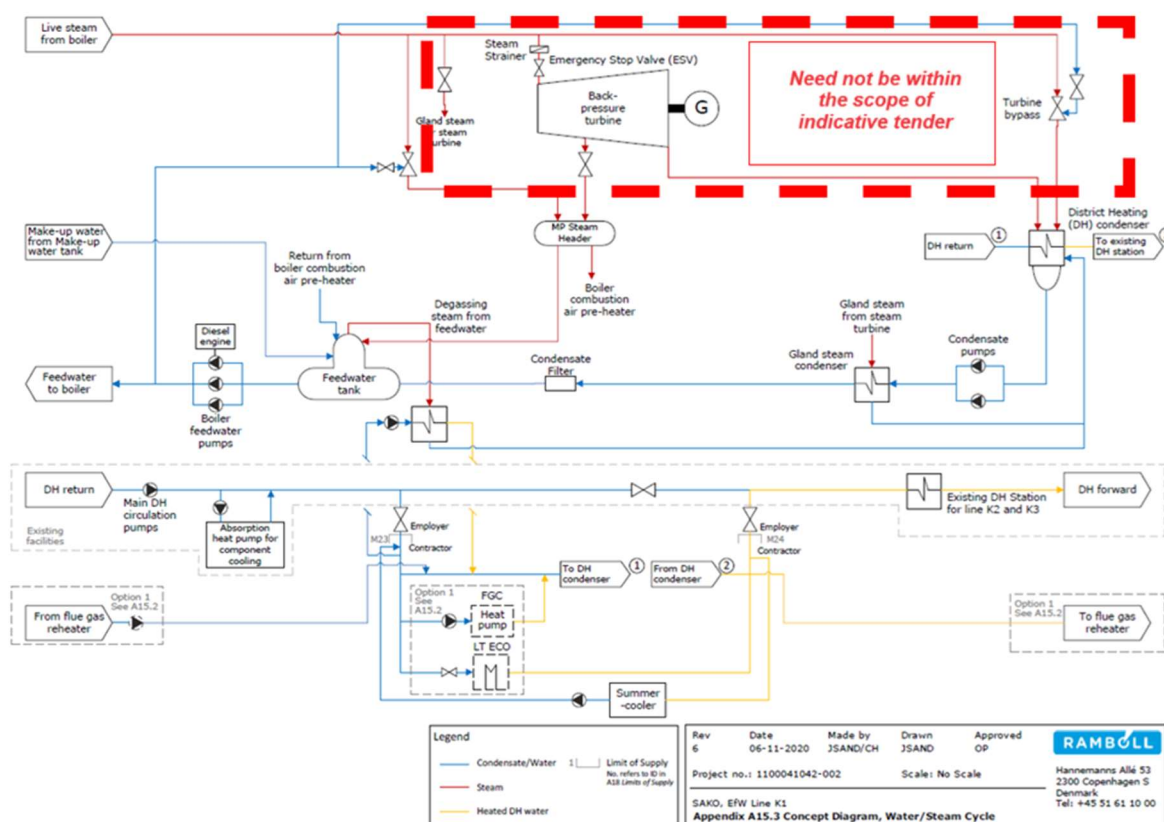 Live steam
from boiler
Steam
Strainer
Emergency Stop Valve (ESV)
Back-
pressure
turbine
G
Need not be within
the scope of
indicative tender
Turbine
bypass
Gland steam
steam
turbine
Make-up water
from Make-up
water tank
Return from
boiler combustion
air pre-heater
MP Steam
Header
District Heating
(DH) condenser
DH return
1
To existing
DH station
Degassing
steam from
feedwater
Boiler
combustion
air pre-heater
Gland steam
from steam
turbine
Diesel
engine
Condensate
Filter
Gland steam
condenser
Condensate
pumps
Feedwater
to boiler
Feedwater
tank
Boiler
feedwater
pumps
DH return
Main DH
circulation
pumps
Existing DH Station
for line K2 and K3
DH forward
Absorption
heat pump for
component
cooling
Existing
facilities
Employer
M23
Contractor
Employer
M24
Contractor
To DH
condenser
1
From DH
condenser
2
Option 1
See A15.2
From flue gas
reheater
Option 1
See
A15.2
FGC
Heat
pump
LT ECO
Option 1
See A15.2
To flue gas
reheater
Summer
-cooler
Legend
Condensate/Water
Steam
Heated DH water
1
Limit of Supply
No. refers to ID in
A18 Limits of Supply
Rev Date Made by Drawn Approved
6 06-11-2020 JSAND/CH JSAND OP
Project no.: 1100041042-002 Scale: No Scale
SAKO, EfW Line K1
Appendix A15.3 Concept Diagram, Water/Steam Cycle
RAMBOLL
Hannemanns Allé 53
2300 Copenhagen S
Denmark
Tel: +45 51 61 10 00